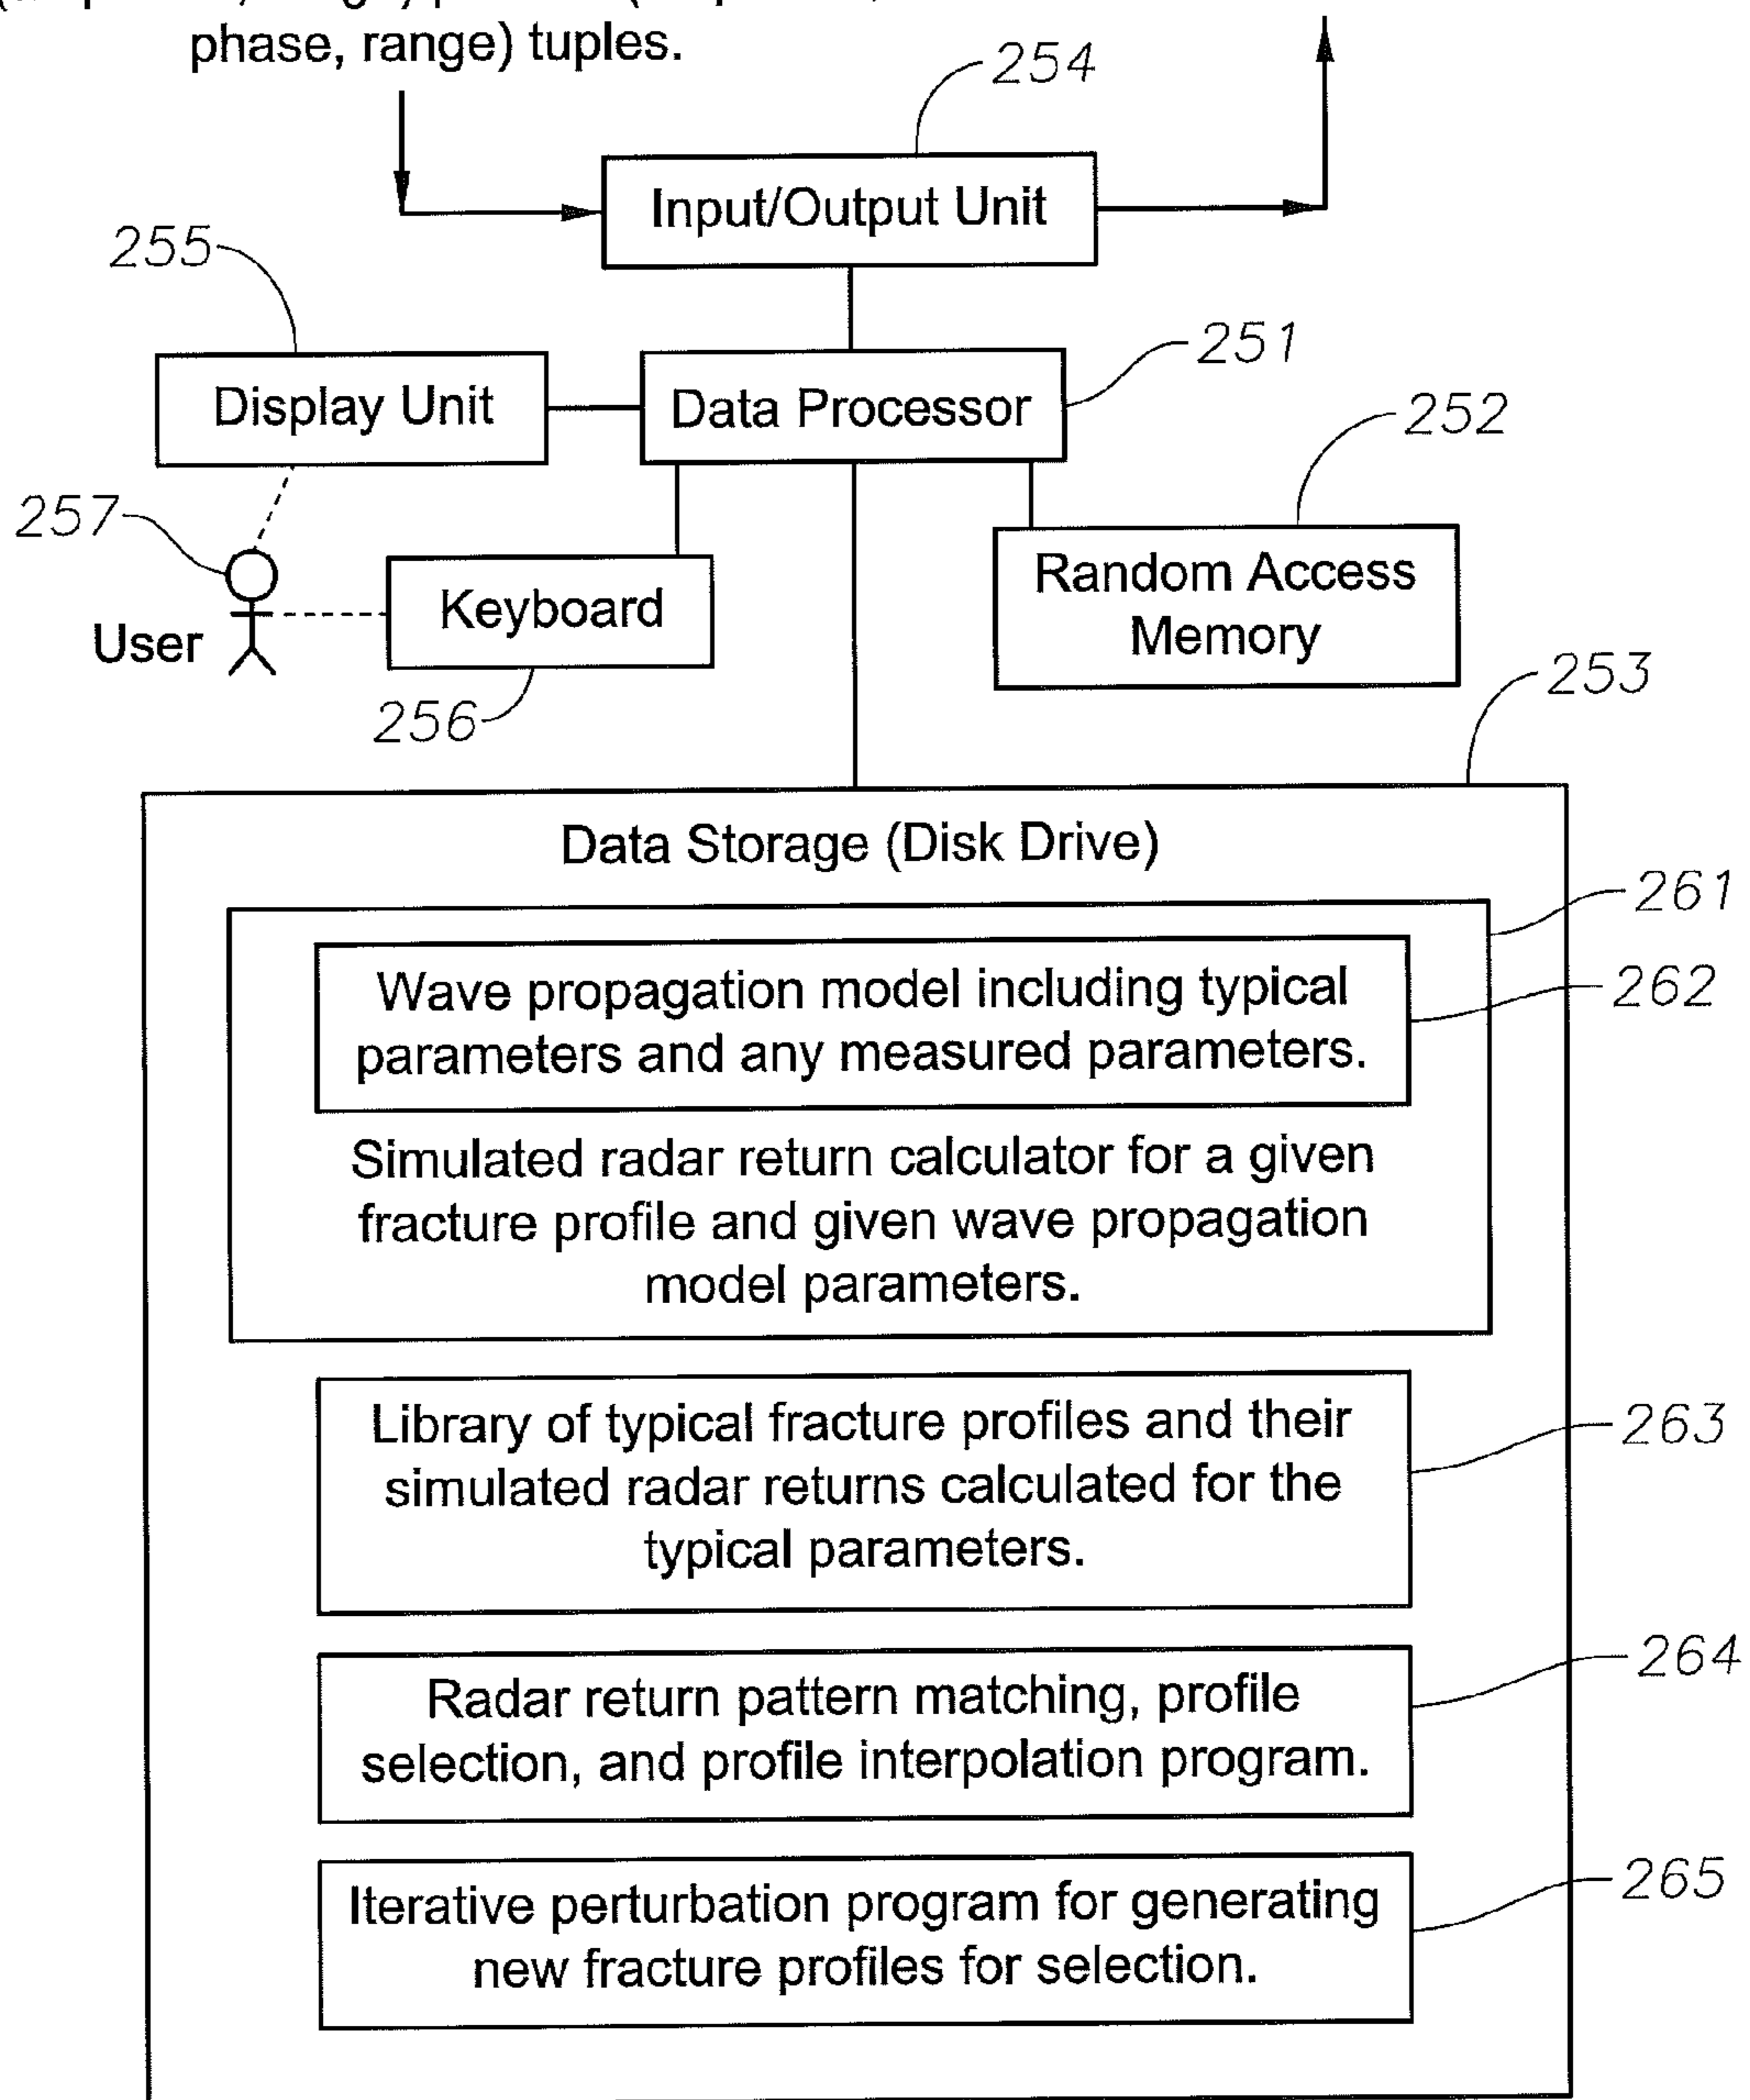 phase, range) tuples.
254
Input/Output Unit
255
251
Display Unit
Data Processor
252
257
Random Access
Memory
Keyboard
User
256
253
Data Storage (Disk Drive)
261
Wave propagation model including typical
parameters and any measured parameters.
262
Simulated radar return calculator for a given
fracture profile and given wave propagation
model parameters.
Library of typical fracture profiles and their
simulated radar returns calculated for the
typical parameters.
263
Radar return pattern matching, profile
selection, and profile interpolation program.
264
Iterative perturbation program for generating
new fracture profiles for selection.
265